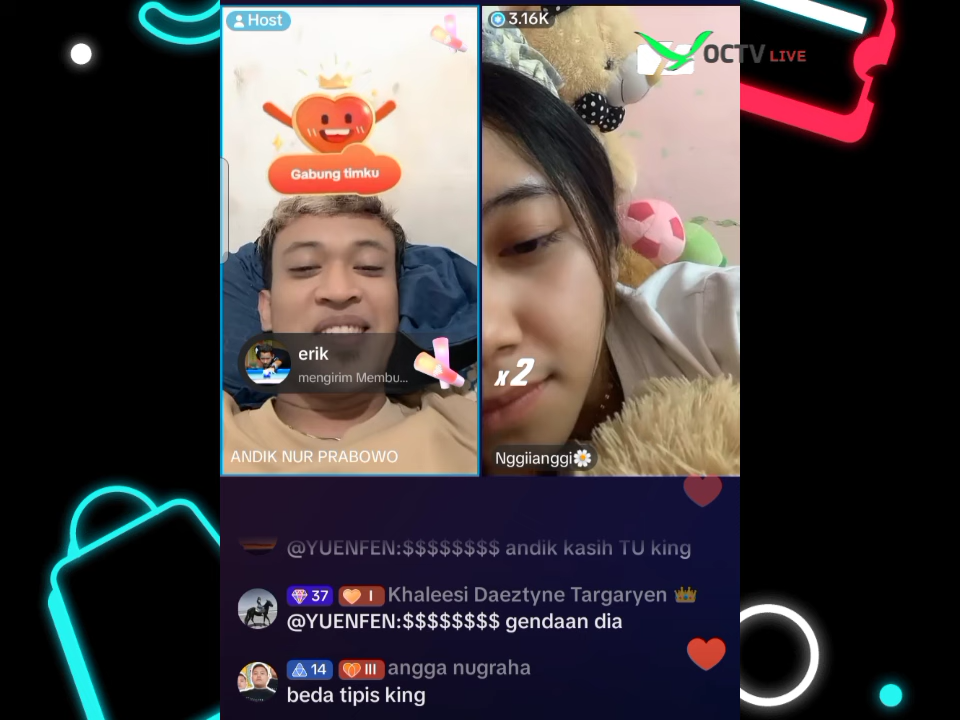 Host
3.16K
OCTV LIVE
Gabung timku
erik
mengirim Membu...
x2
ANDIK NUR PRABOWO
Nggiianggi🌼
@YUENFEN:$$$$$$$$ andik kasih TU king
37 I Khaleesi Daeztyne Targaryen 👑
@YUENFEN:$$$$$$$$ gendaan dia
14 III angga nugraha
beda tipis king